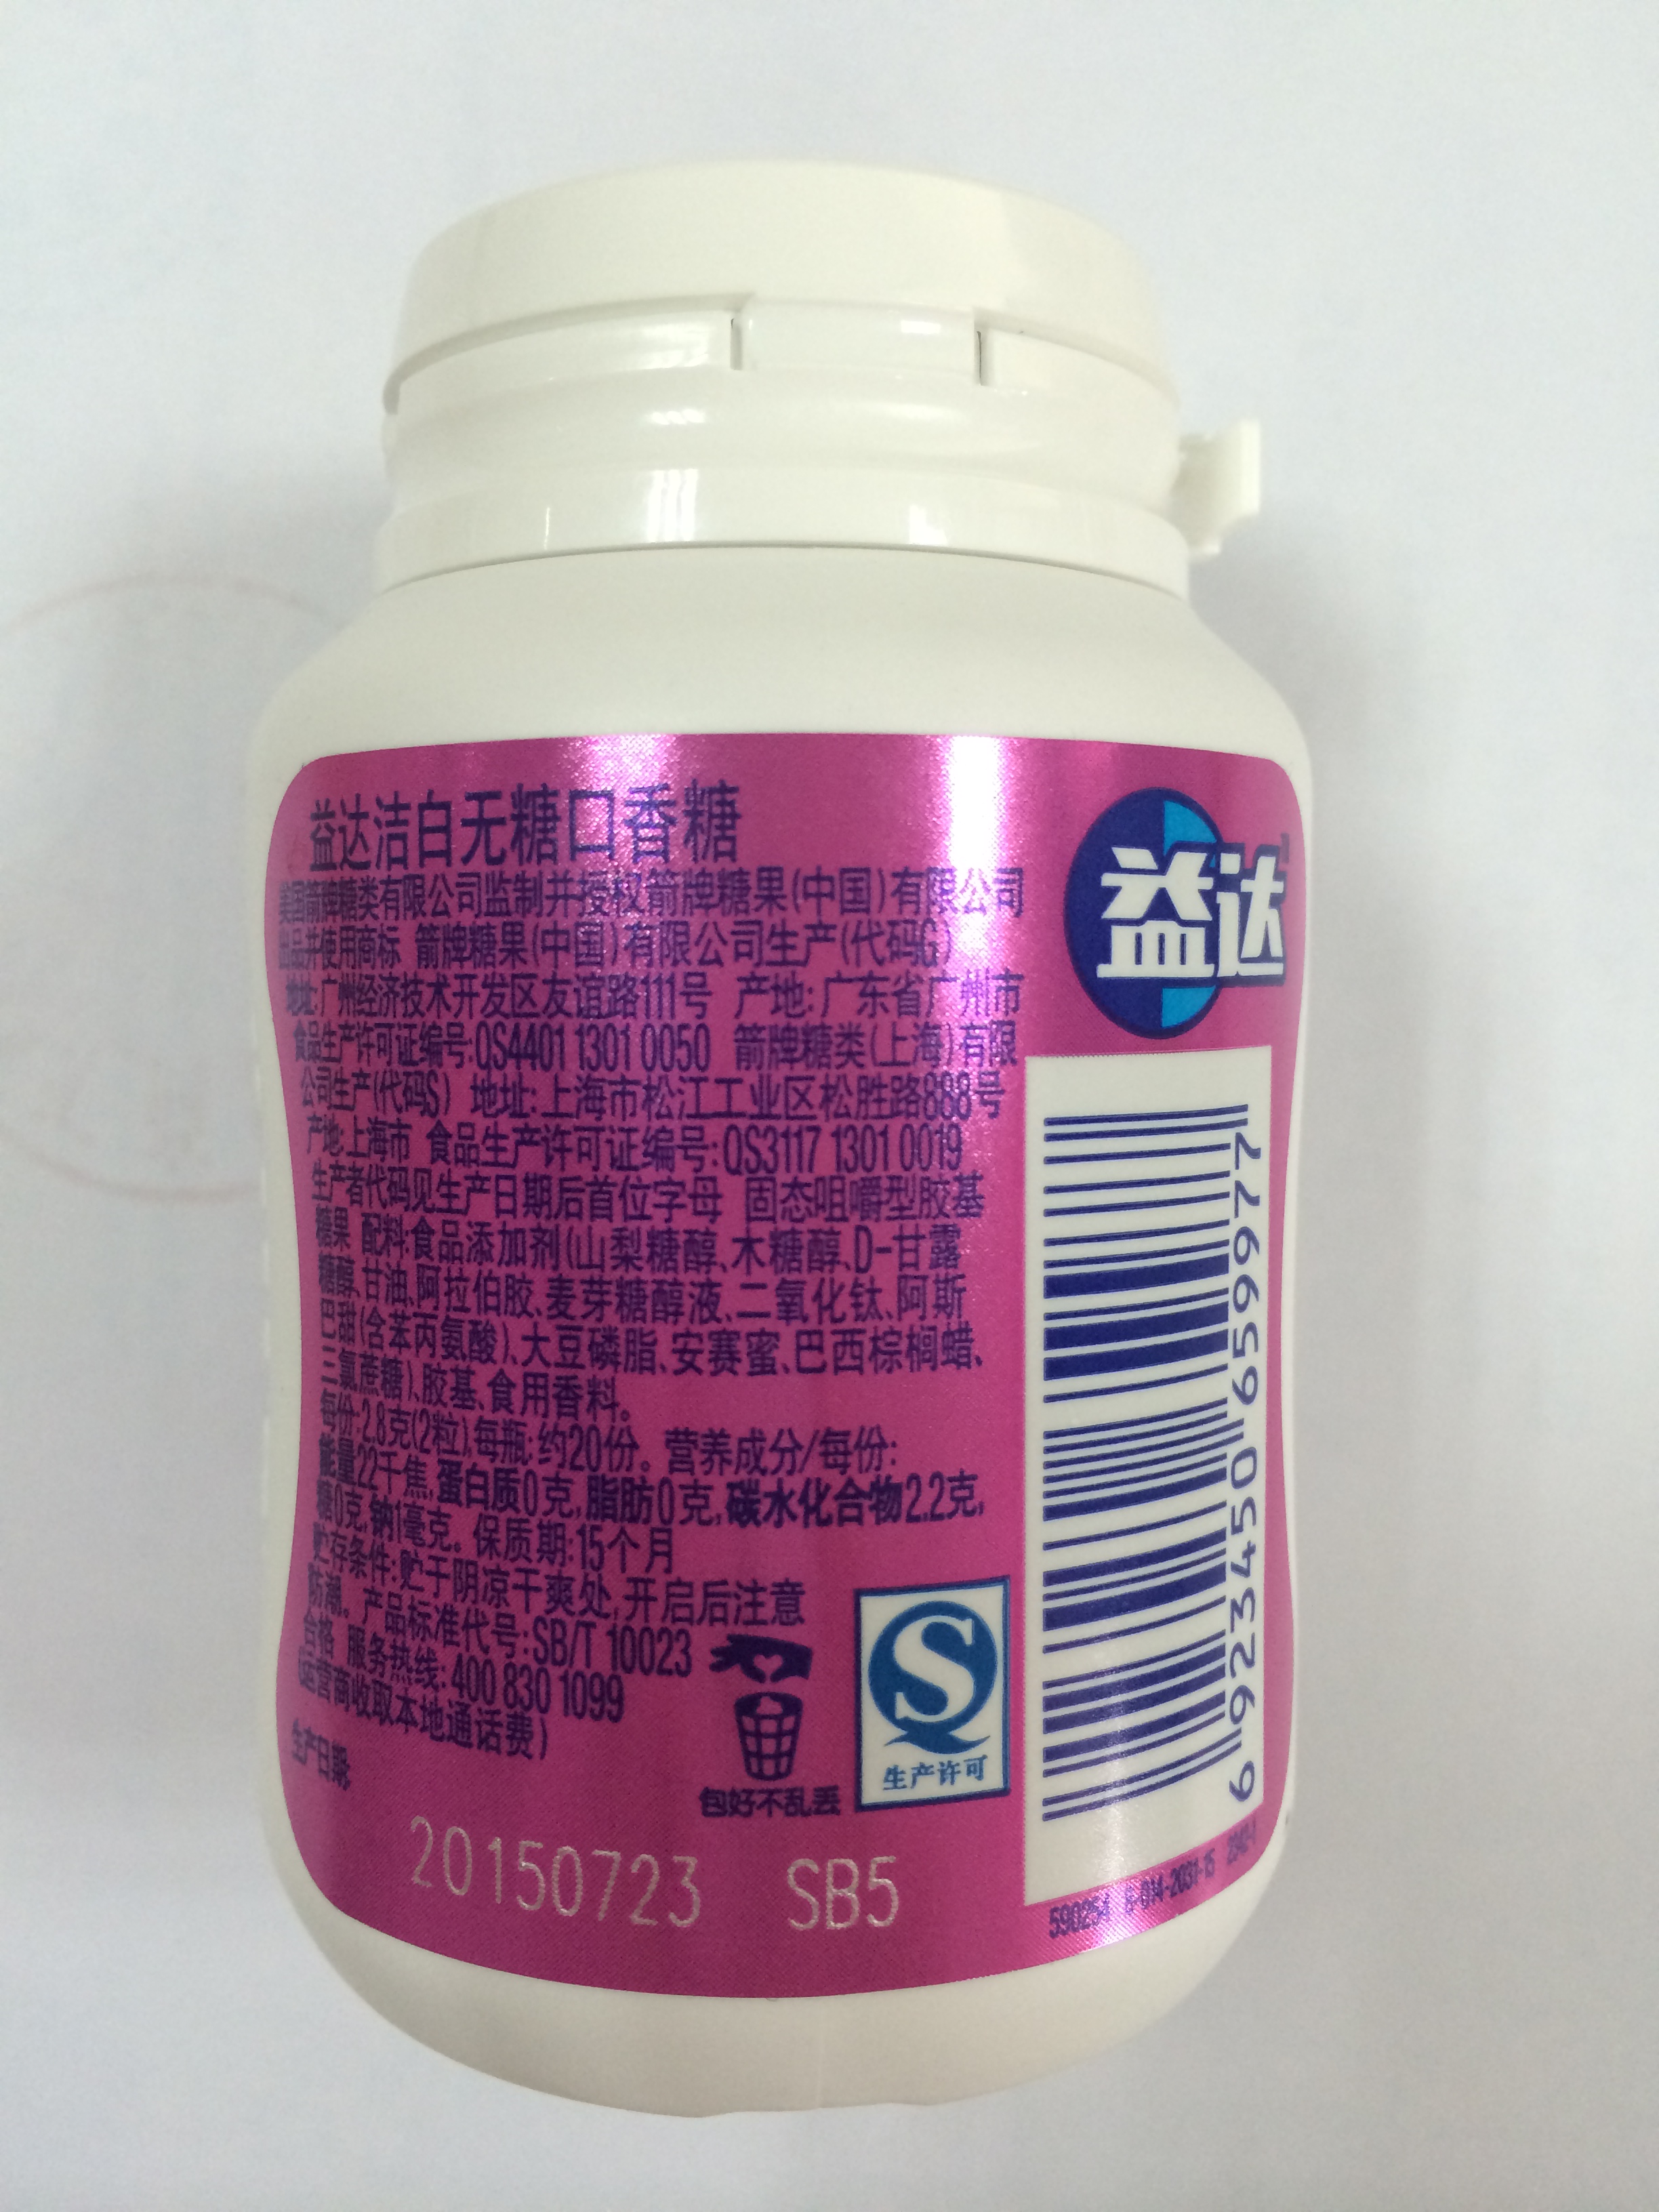 益达洁白无糖口香糖
美国箭牌糖类有限公司监制并授权箭牌糖果(中国)有限公司
出品并使用商标 箭牌糖果(中国)有限公司生产(代码G)
地址:广州经济技术开发区友谊路111号 产地:广东省广州市
食品生产许可证编号:QS4401 1301 0050 箭牌糖类(上海)有限
公司生产(代码S) 地址:上海市松江工业区松胜路888号
产地:上海市 食品生产许可证编号:QS3117 1301 0019
生产者代码见生产日期后首位字母 固态咀嚼型胶基
糖果 配料:食品添加剂(山梨糖醇、木糖醇、D-甘露
糖醇、甘油、阿拉伯胶、麦芽糖醇液、二氧化钛、阿斯
巴甜(含苯丙氨酸)、大豆磷脂、安赛蜜、巴西棕榈蜡、
三氯蔗糖)、胶基、食用香料。
每份:2.8克(2粒),每瓶:约20份。营养成分/每份:
能量22千焦,蛋白质0克,脂肪0克,碳水化合物2.2克,
糖0克,钠1毫克。保质期:15个月
贮存条件:贮于阴凉干爽处,开启后注意
防潮。产品标准代号:SB/T 10023
合格 服务热线:400 830 1099
(运营商收取本地通话费)
生产日期:
20150723 SB5
包好不乱丢
生产许可
益达
6 923450 659977
590254 B-014-2031-15